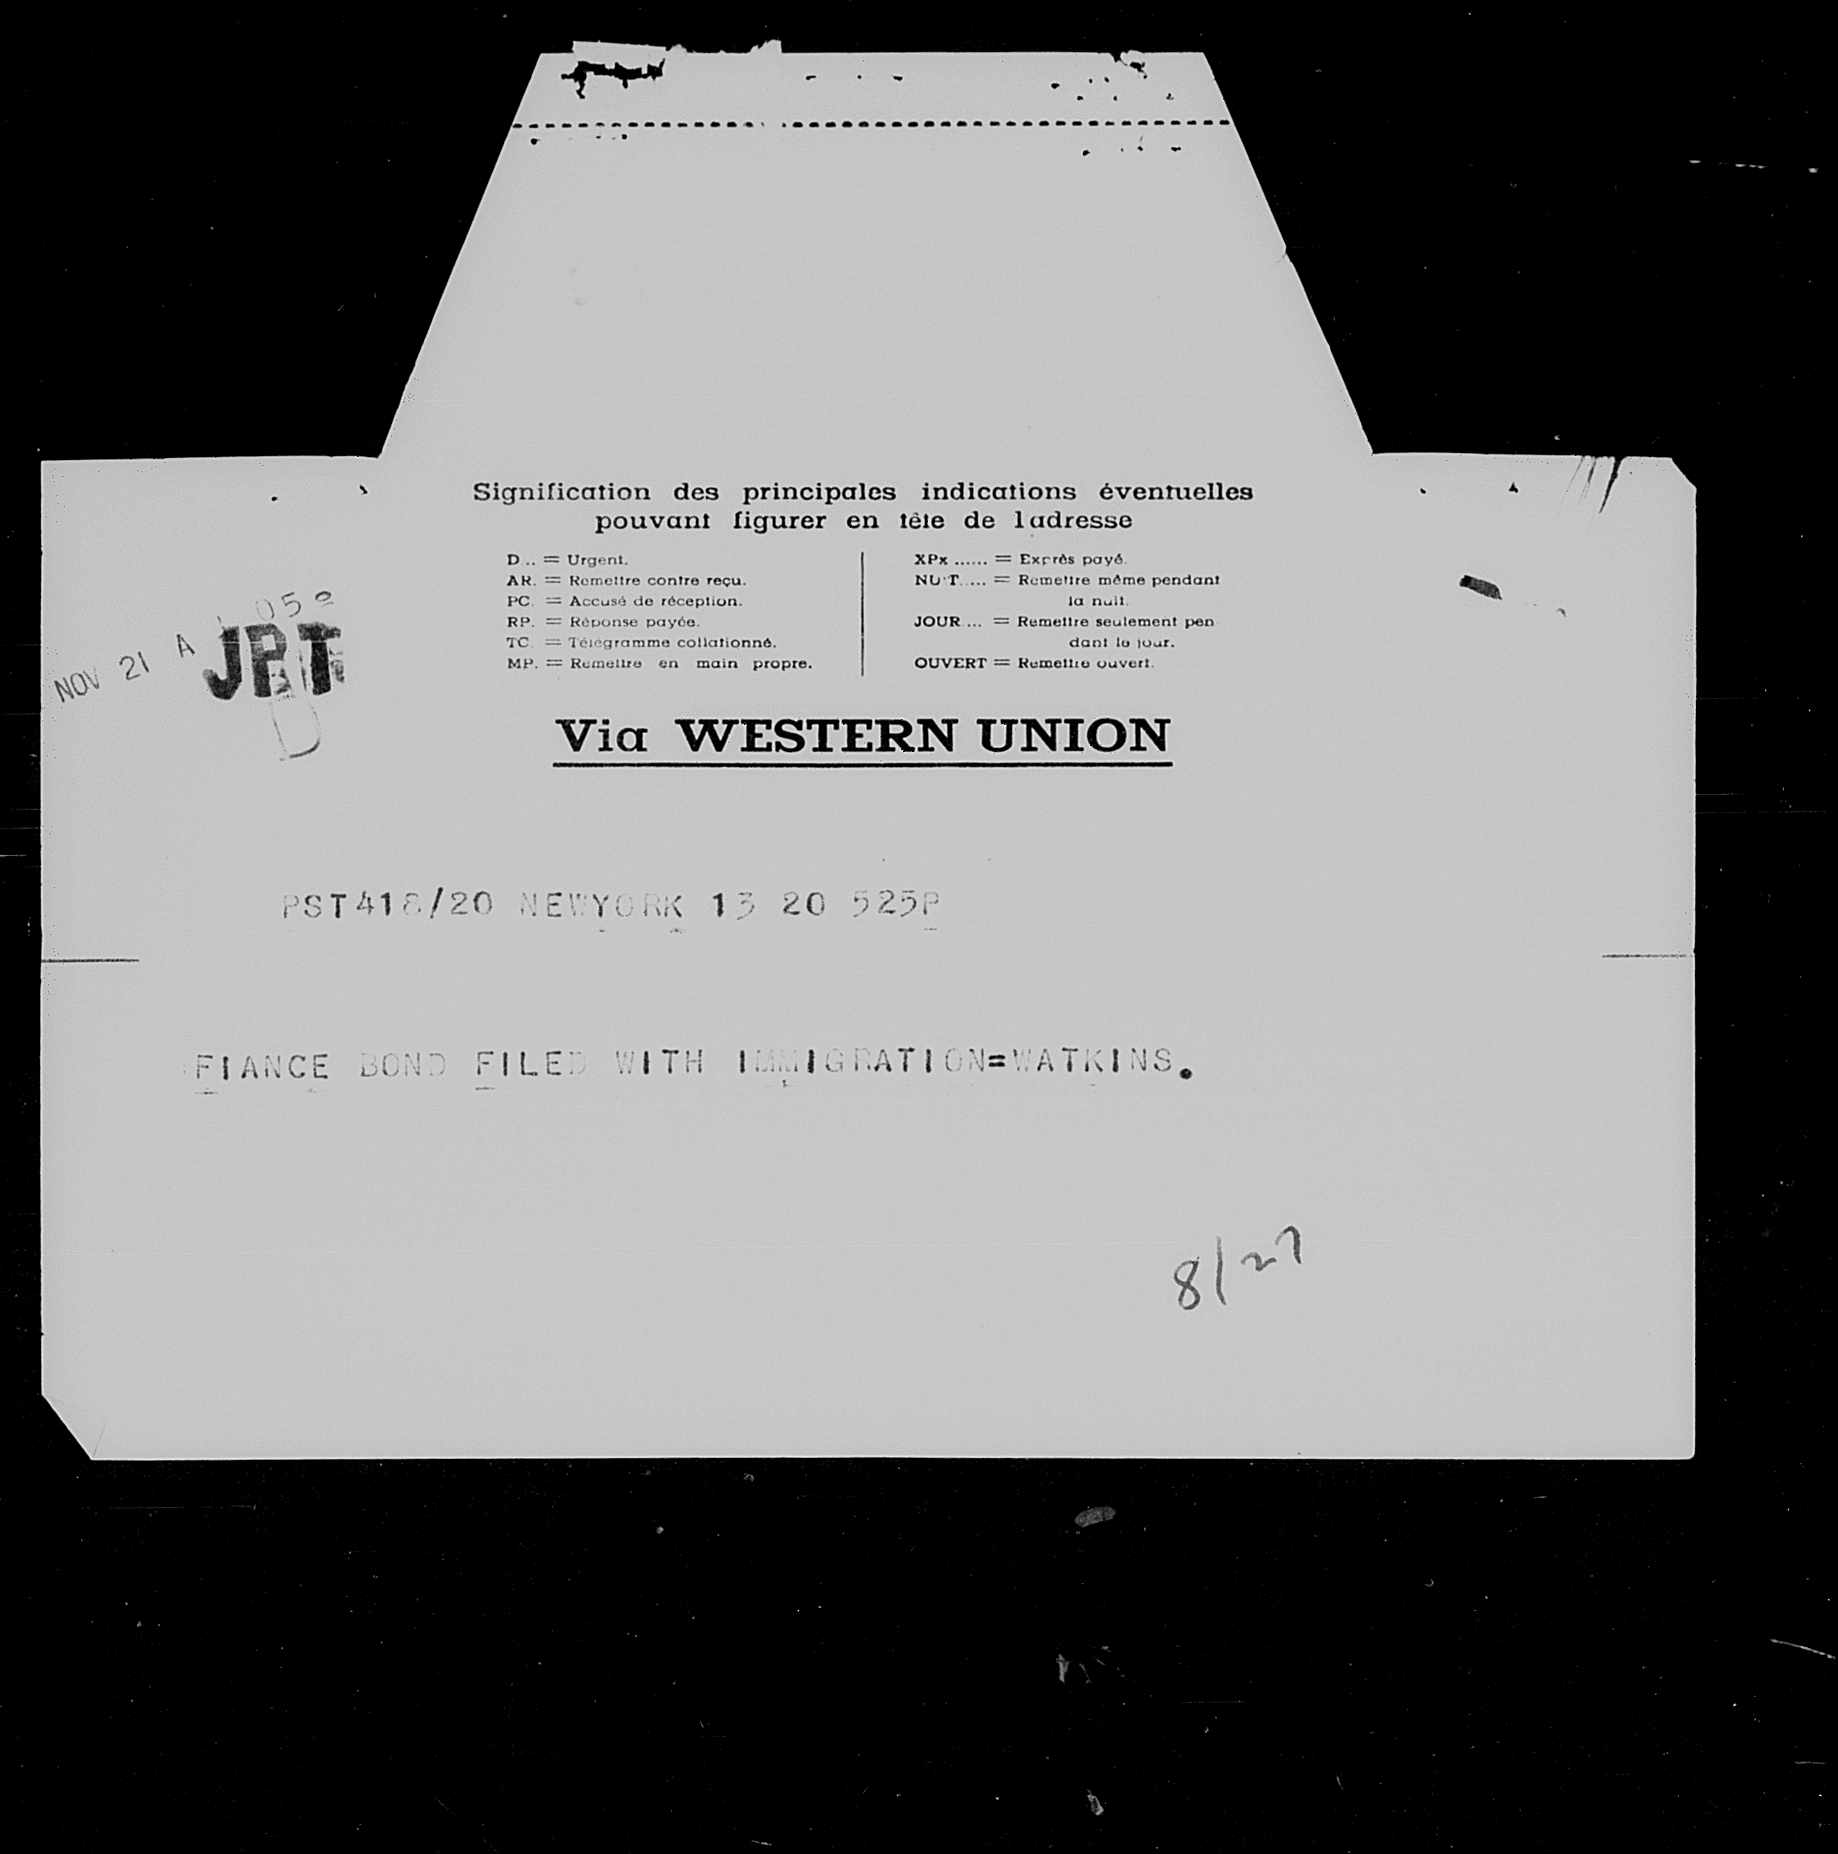 Signification des principales indications éventuelles
pouvant figurer en tête de ladresse
D... = Urgent.
AR. = Remettre contre reçu.
PC. = Accusé de réception.
RP. = Réponse payée.
TC. = Télégramme collationné.
MP. = Remettre en main propre.
XPx ...... = Exprès payé.
NUIT ..... = Remettre même pendant
la nuit.
JOUR .... = Remettre seulement pen
dant le jour.
OUVERT = Remettre ouvert.
NOV 21 A
JPT
Via WESTERN UNION
PST418/20 NEWYORK 13 20 525P
FIANCE BOND FILED WITH IMMIGRATION=WATKINS.
8/27